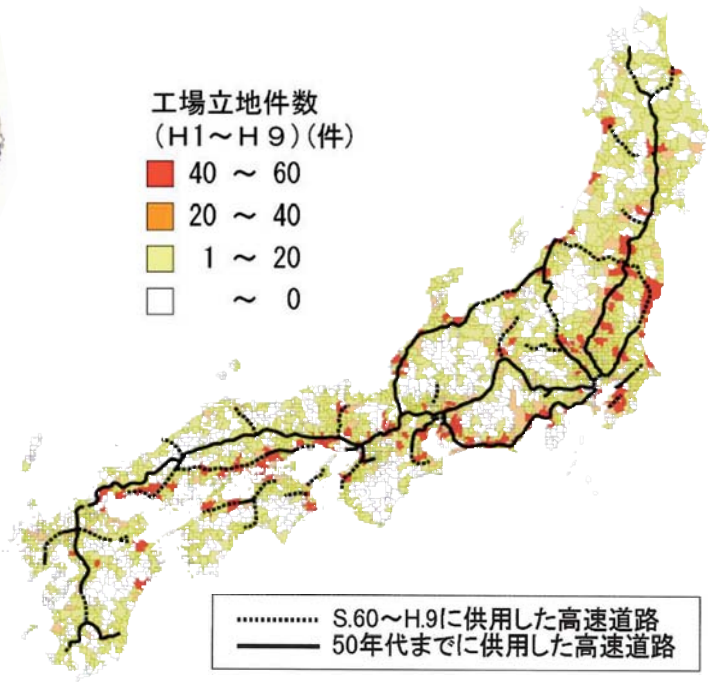 工場立地件数
(H1~H9)(件)
40 ~ 60
20 ~ 40
1 ~ 20
~ 0
S.60~H.9に供用した高速道路
50年代までに供用した高速道路